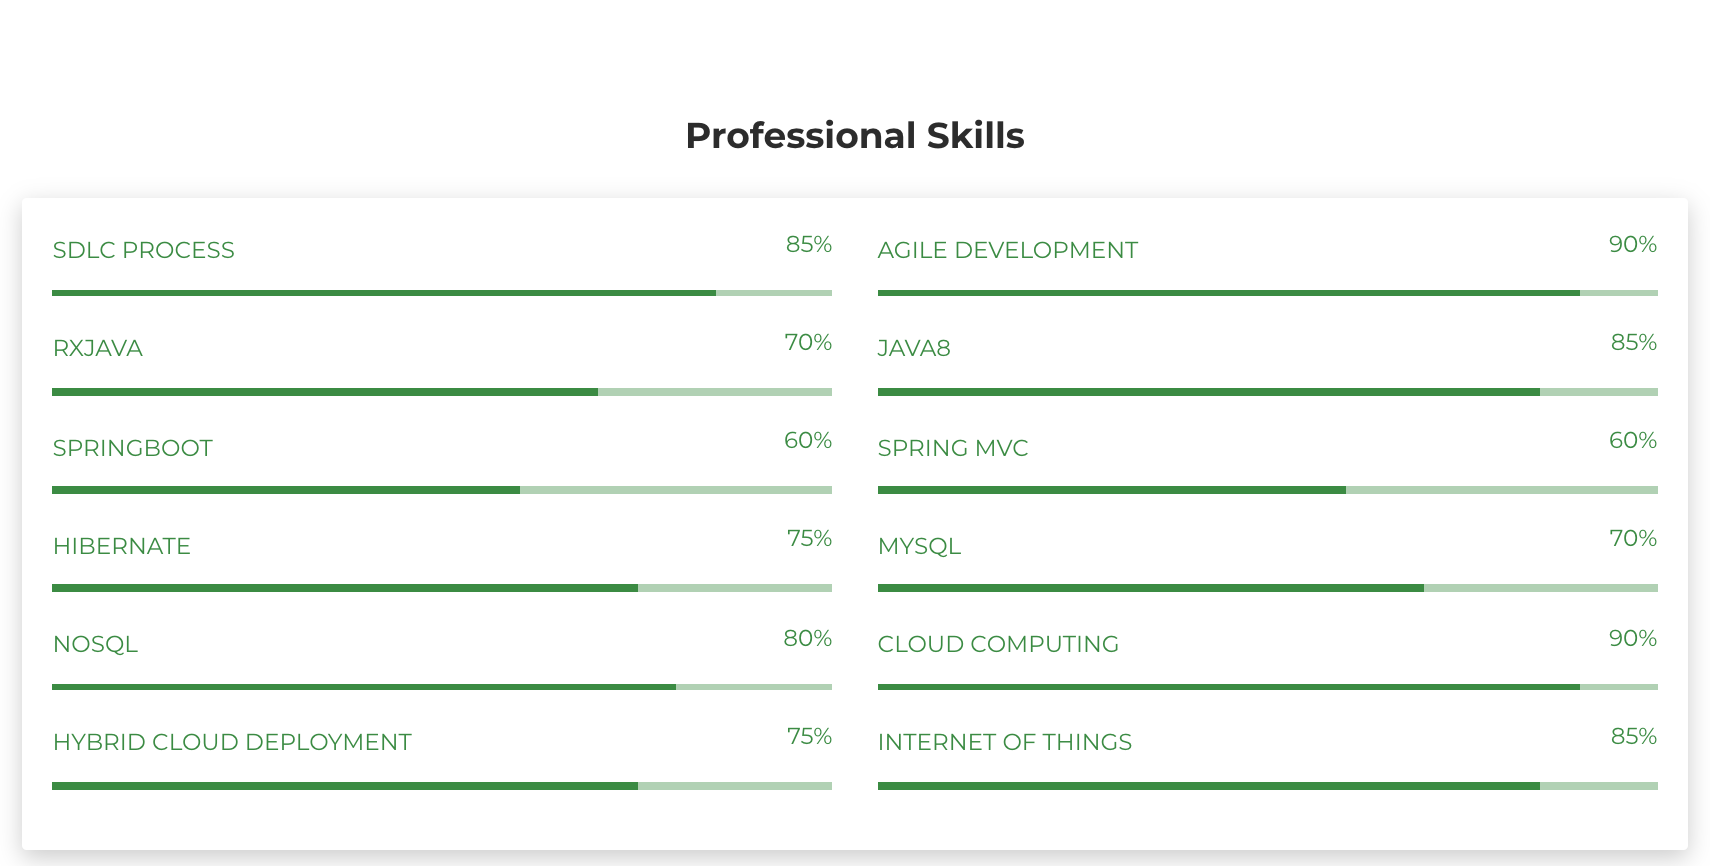 Professional Skills
SDLC PROCESS 85%
AGILE DEVELOPMENT 90%
RXJAVA 70%
JAVA8 85%
SPRINGBOOT 60%
SPRING MVC 60%
HIBERNATE 75%
MYSQL 70%
NOSQL 80%
CLOUD COMPUTING 90%
HYBRID CLOUD DEPLOYMENT 75%
INTERNET OF THINGS 85%